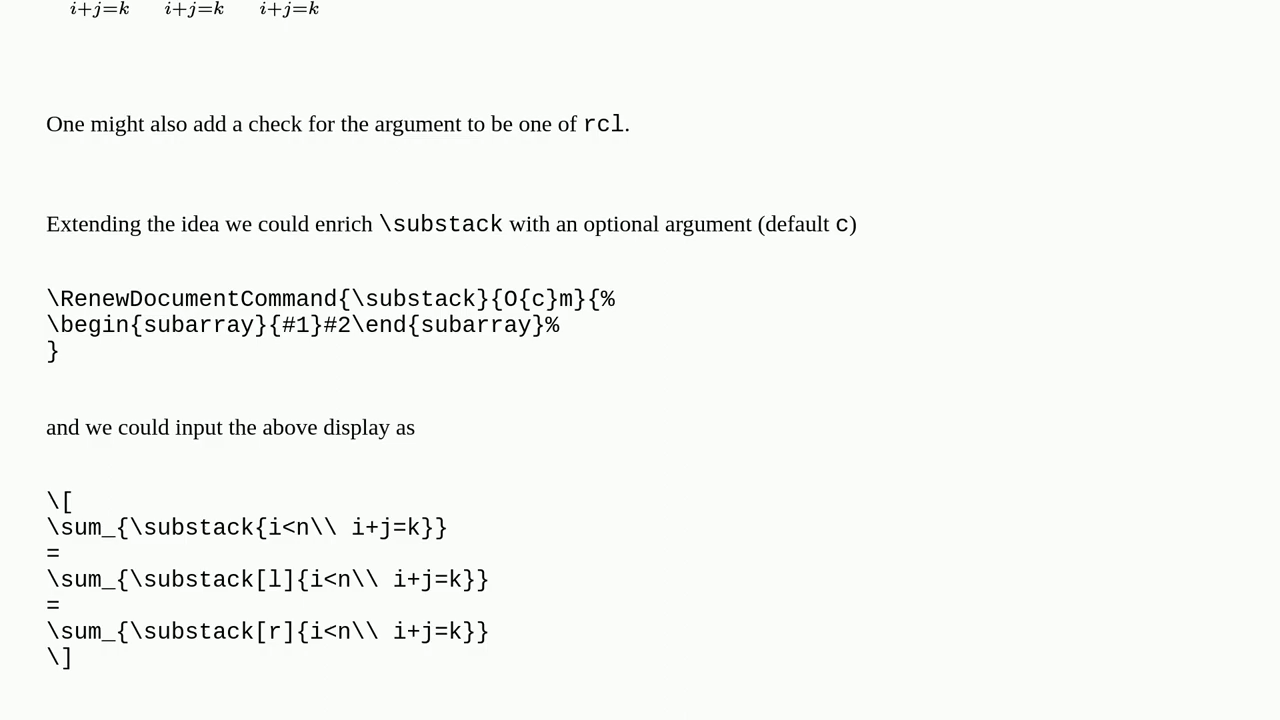 i+j=k i+j=k i+j=k
One might also add a check for the argument to be one of rcl.
Extending the idea we could enrich \substack with an optional argument (default c)
\RenewDocumentCommand{\substack}{O{c}m}{%
\begin{subarray}{#1}#2\end{subarray}%
}
and we could input the above display as
\[
\sum_{\substack{i<n\\ i+j=k}}
=
\sum_{\substack[l]{i<n\\ i+j=k}}
=
\sum_{\substack[r]{i<n\\ i+j=k}}
\]